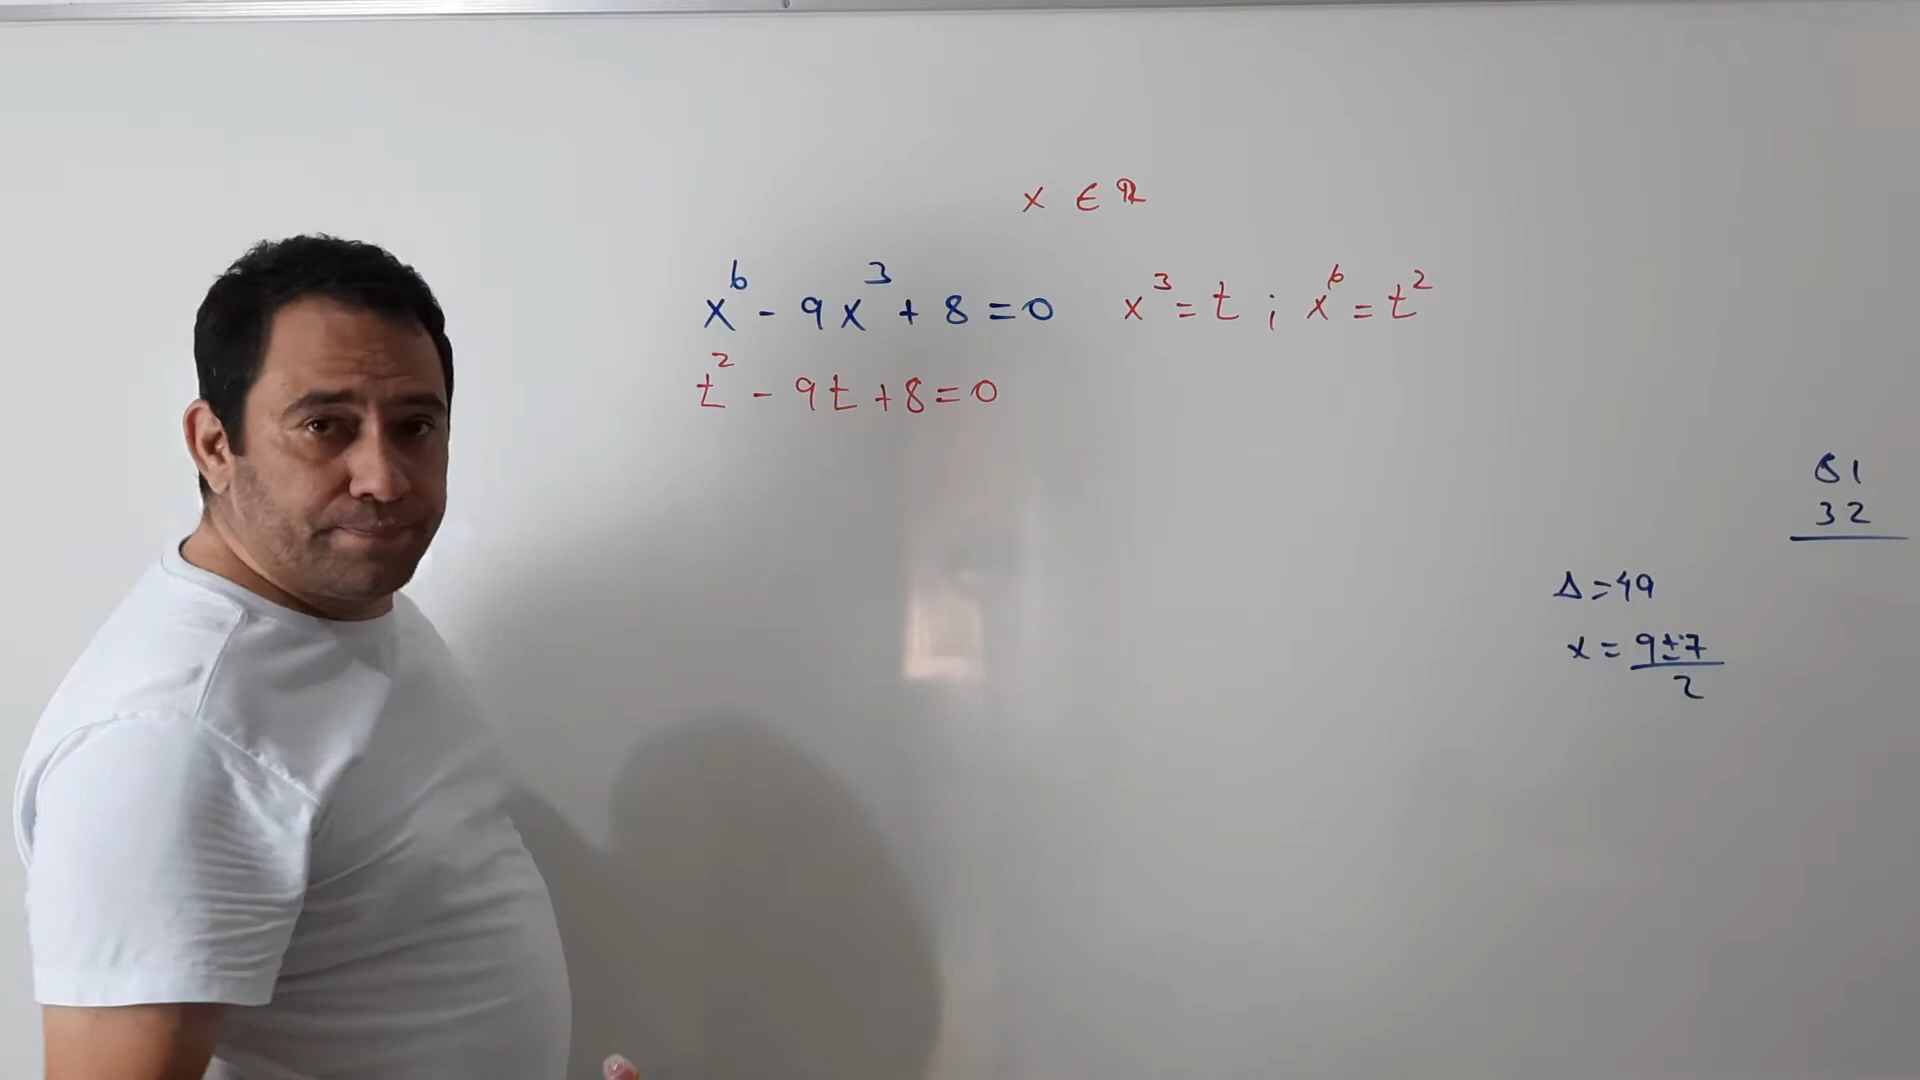 x ∈ ℝ
x⁶ - 9x³ + 8 = 0
x³ = t ; x⁶ = t²
t² - 9t + 8 = 0
81
32
Δ = 49
x = 9±7
2